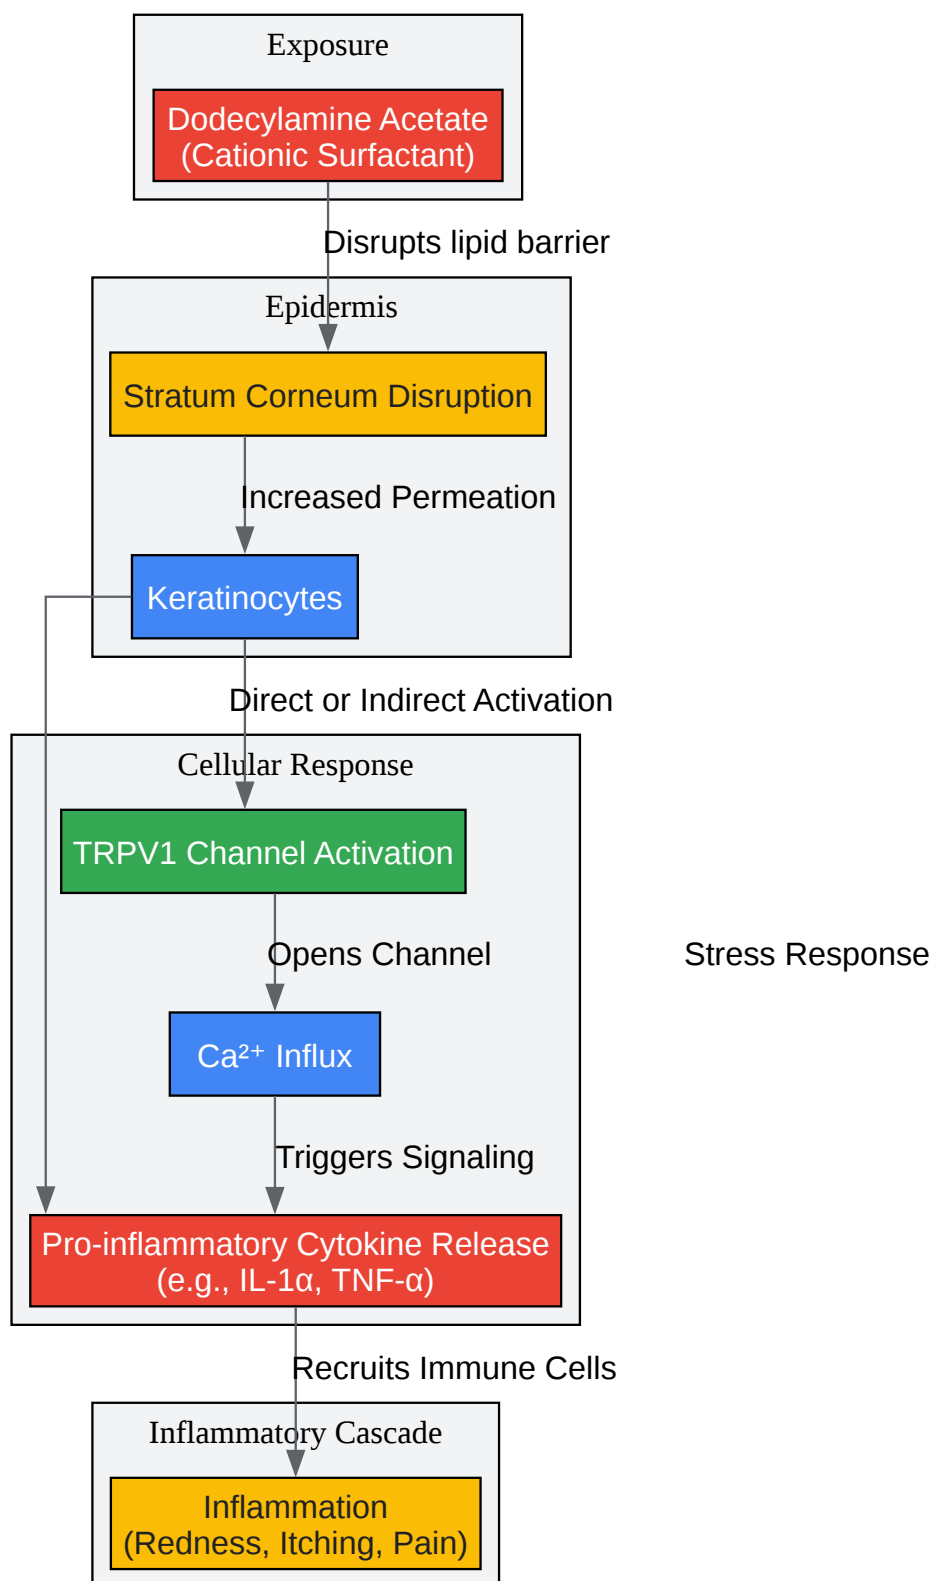 Exposure
Dodecylamine Acetate
(Cationic Surfactant)
Disrupts lipid barrier
Epidermis
Stratum Corneum Disruption
Increased Permeation
Keratinocytes
Direct or Indirect Activation
Cellular Response
TRPV1 Channel Activation
Opens Channel
Stress Response
Ca²⁺ Influx
Triggers Signaling
Pro-inflammatory Cytokine Release
(e.g., IL-1α, TNF-α)
Recruits Immune Cells
Inflammatory Cascade
Inflammation
(Redness, Itching, Pain)